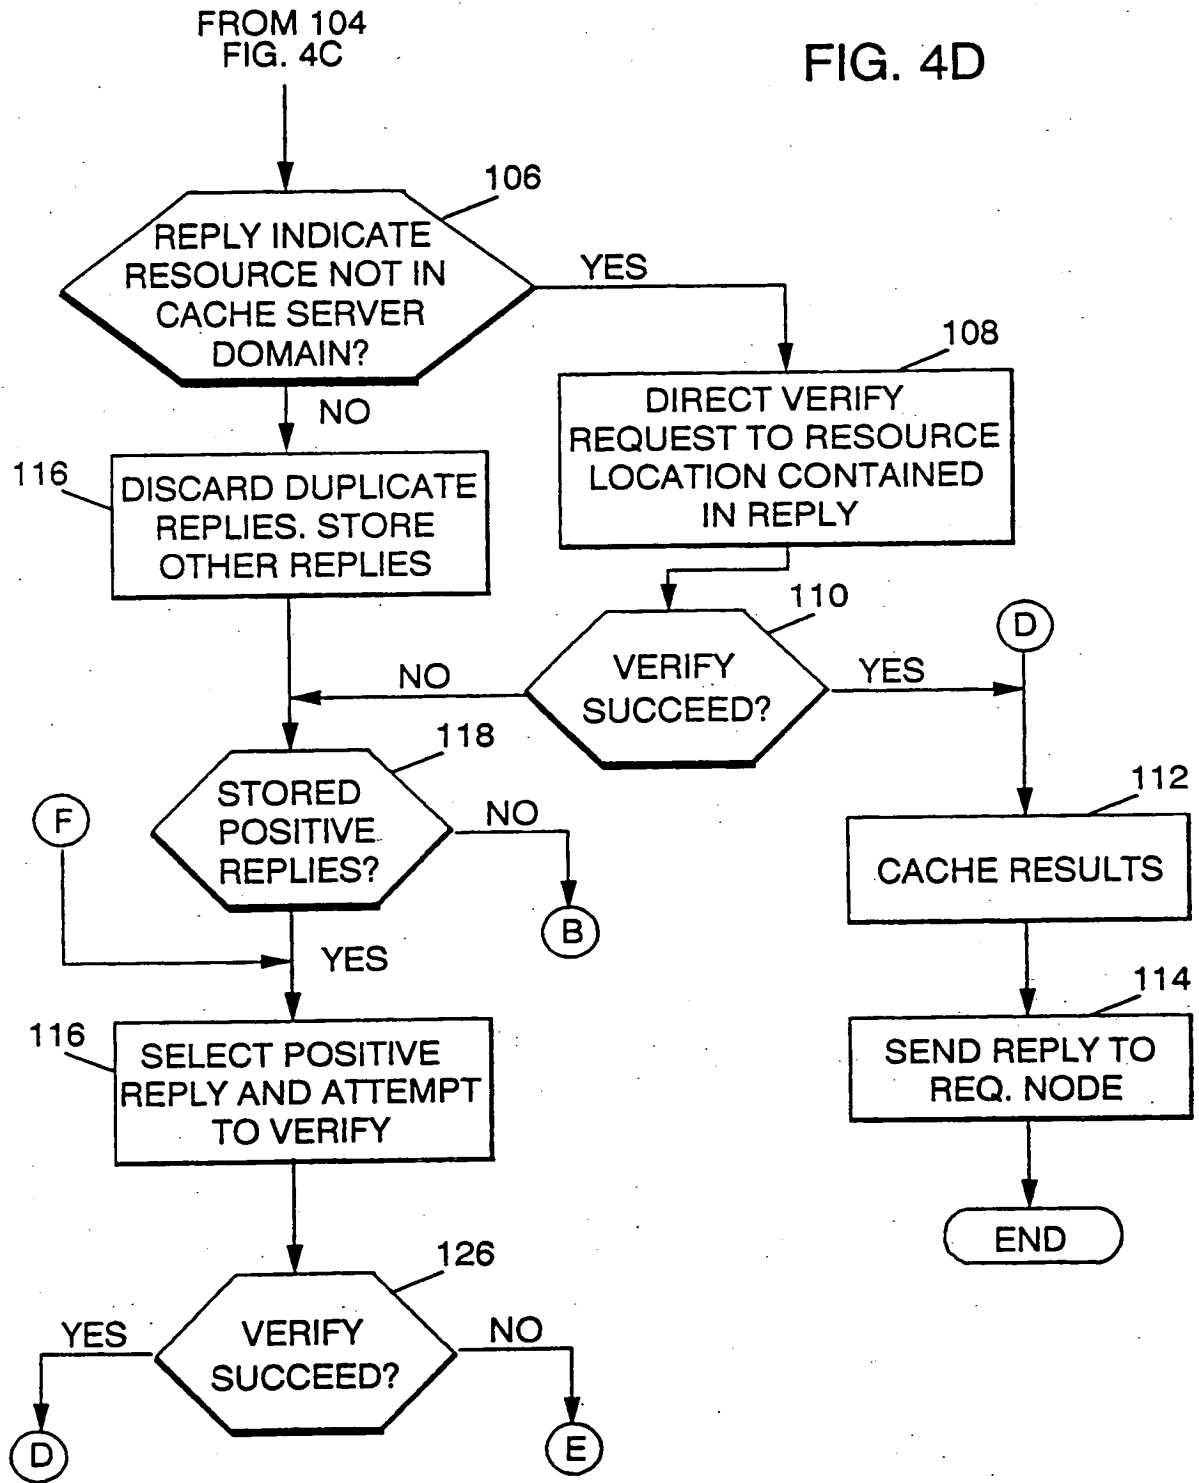 FROM 104
FIG. 4C
FIG. 4D
106
REPLY INDICATE
RESOURCE NOT IN
CACHE SERVER
DOMAIN?
YES
NO
108
DIRECT VERIFY
REQUEST TO RESOURCE
LOCATION CONTAINED
IN REPLY
116
DISCARD DUPLICATE
REPLIES. STORE
OTHER REPLIES
110
VERIFY
SUCCEED?
NO
YES
D
118
STORED
POSITIVE
REPLIES?
NO
B
F
YES
112
CACHE RESULTS
114
SEND REPLY TO
REQ. NODE
END
116
SELECT POSITIVE
REPLY AND ATTEMPT
TO VERIFY
126
VERIFY
SUCCEED?
YES
NO
D
E